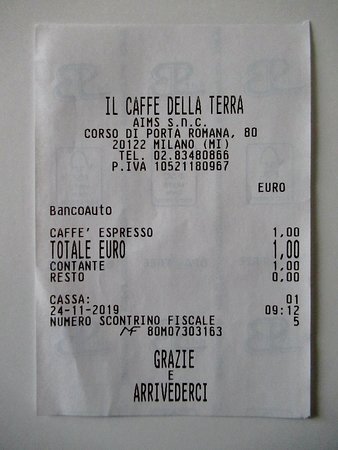 IL CAFFE DELLA TERRA
AIMS s.n.c.
CORSO DI PORTA ROMANA, 80
20122 MILANO (MI)
TEL. 02.83480866
P.IVA 10521180967
EURO
BancoAuto
CAFFE' ESPRESSO 1,00
TOTALE EURO 1,00
CONTANTE 1,00
RESTO 0,00
CASSA: 01
24-11-2019 09:12
NUMERO SCONTRINO FISCALE 5
MF 80M07303163
GRAZIE
E
ARRIVEDERCI